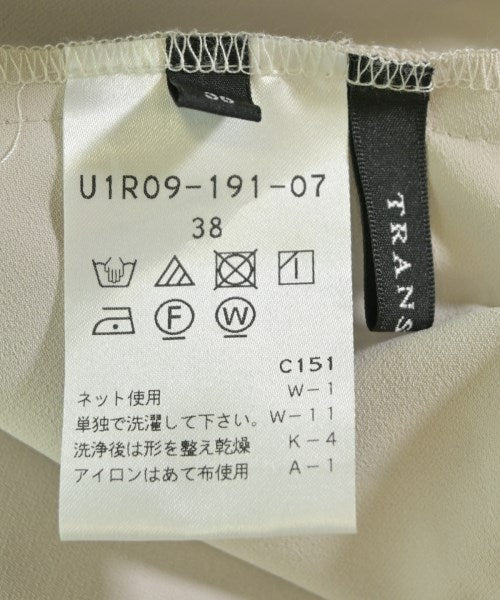 38
U1R09-191-07
38
F W
C151
ネット使用 W-1
単独で洗濯して下さい。 W-11
洗浄後は形を整え乾燥 K-4
アイロンはあて布使用 A-1
TRANS